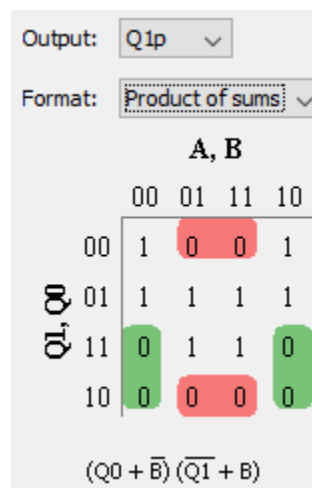 Output: Q1p
Format: Product of sums
A, B
00 01 11 10
Q1, Q0
00 1 0 0 1
01 1 1 1 1
11 0 1 1 0
10 0 0 0 0
(Q0 + B̅) (Q̅1̅ + B)